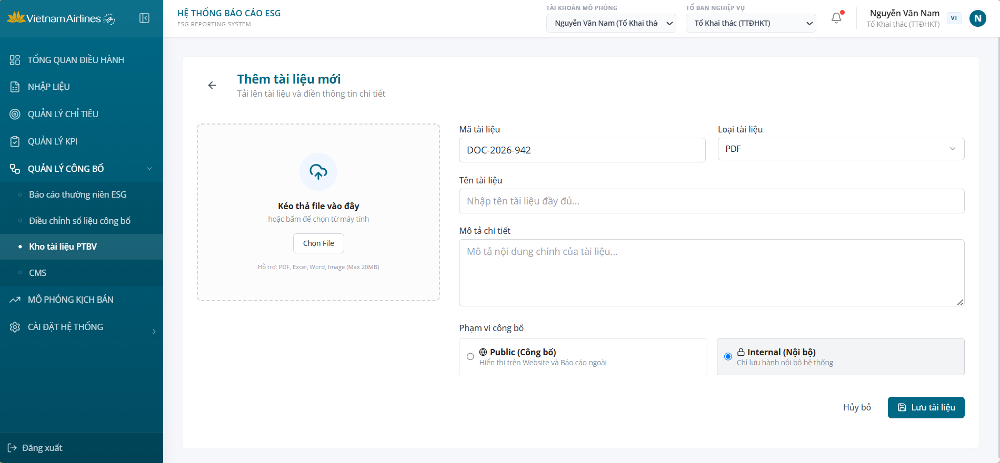 Vietnam Airlines
HỆ THỐNG BÁO CÁO ESG
ESG REPORTING SYSTEM
TÀI KHOẢN MÔ PHỎNG
Nguyễn Văn Nam (Tổ Khai thá
TỔ BAN NGHIỆP VỤ
Tổ Khai thác (TTĐHKT)
Nguyễn Văn Nam
Tổ Khai thác (TTĐHKT)
VI
N
TỔNG QUAN ĐIỀU HÀNH
NHẬP LIỆU
QUẢN LÝ CHỈ TIÊU
QUẢN LÝ KPI
QUẢN LÝ CÔNG BỐ
Báo cáo thường niên ESG
Điều chỉnh số liệu công bố
Kho tài liệu PTBV
CMS
MÔ PHỎNG KỊCH BẢN
CÀI ĐẶT HỆ THỐNG
Đăng xuất
Thêm tài liệu mới
Tải lên tài liệu và điền thông tin chi tiết
Kéo thả file vào đây
hoặc bấm để chọn từ máy tính
Chọn File
Hỗ trợ: PDF, Excel, Word, Image (Max 20MB)
Mã tài liệu
DOC-2026-942
Loại tài liệu
PDF
Tên tài liệu
Nhập tên tài liệu đầy đủ...
Mô tả chi tiết
Mô tả nội dung chính của tài liệu...
Phạm vi công bố
Public (Công bố)
Hiển thị trên Website và Báo cáo ngoài
Internal (Nội bộ)
Chỉ lưu hành nội bộ hệ thống
Hủy bỏ
Lưu tài liệu